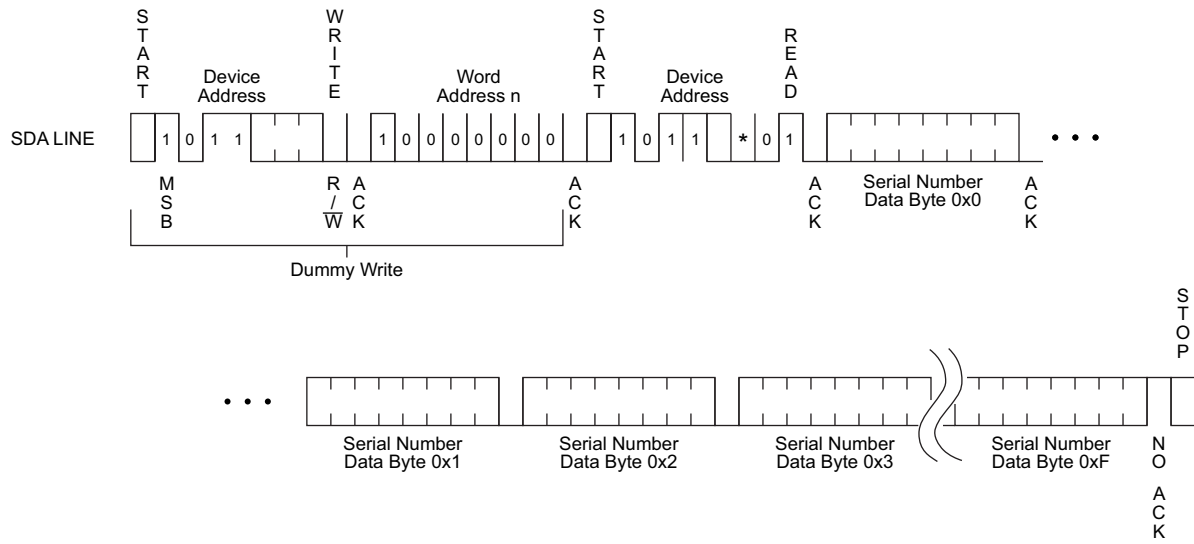 START
WRITE
START
READ
Device
Address
Word
Address n
Device
Address
SDA LINE
1 0 1 1
1 0 0 0 0 0 0 0
1 0 1 1 * 0 1
• • •
MSB
R/W
ACK
ACK
ACK
Serial Number
Data Byte 0x0
ACK
Dummy Write
STOP
• • •
Serial Number
Data Byte 0x1
Serial Number
Data Byte 0x2
Serial Number
Data Byte 0x3
Serial Number
Data Byte 0xF
NO ACK